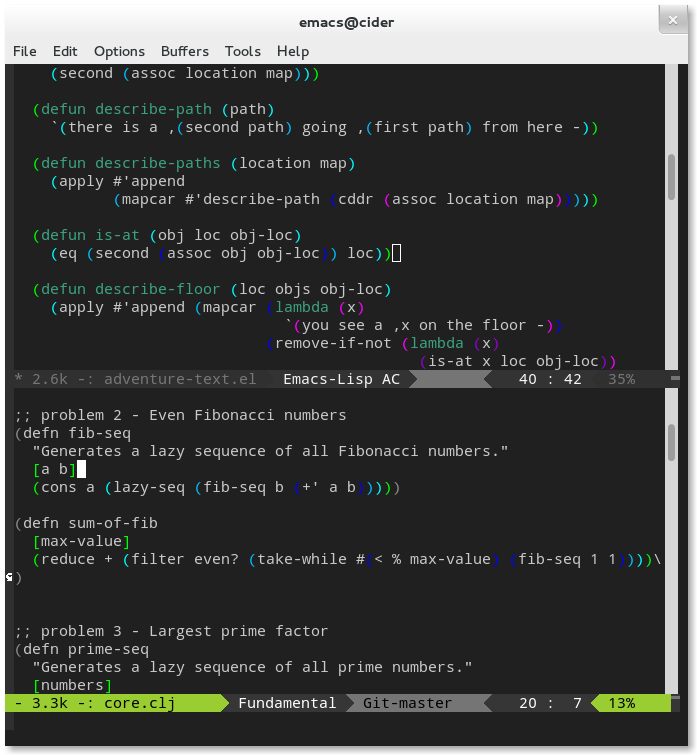 emacs@cider
File Edit Options Buffers Tools Help
    (second (assoc location map)))

  (defun describe-path (path)
    `(there is a ,(second path) going ,(first path) from here -))

  (defun describe-paths (location map)
    (apply #'append
           (mapcar #'describe-path (cddr (assoc location map)))))

  (defun is-at (obj loc obj-loc)
    (eq (second (assoc obj obj-loc)) loc))

  (defun describe-floor (loc objs obj-loc)
    (apply #'append (mapcar (lambda (x)
                              `(you see a ,x on the floor -))
                            (remove-if-not (lambda (x)
                                             (is-at x loc obj-loc))
* 2.6k -: adventure-text.el   Emacs-Lisp AC   40 : 42   35%

;; problem 2 - Even Fibonacci numbers
(defn fib-seq
  "Generates a lazy sequence of all Fibonacci numbers."
  [a b]
  (cons a (lazy-seq (fib-seq b (+' a b)))))

(defn sum-of-fib
  [max-value]
  (reduce + (filter even? (take-while #(< % max-value) (fib-seq 1 1))))\
)

;; problem 3 - Largest prime factor
(defn prime-seq
  "Generates a lazy sequence of all prime numbers."
  [numbers]
- 3.3k -: core.clj   Fundamental   Git-master   20 : 7   13%